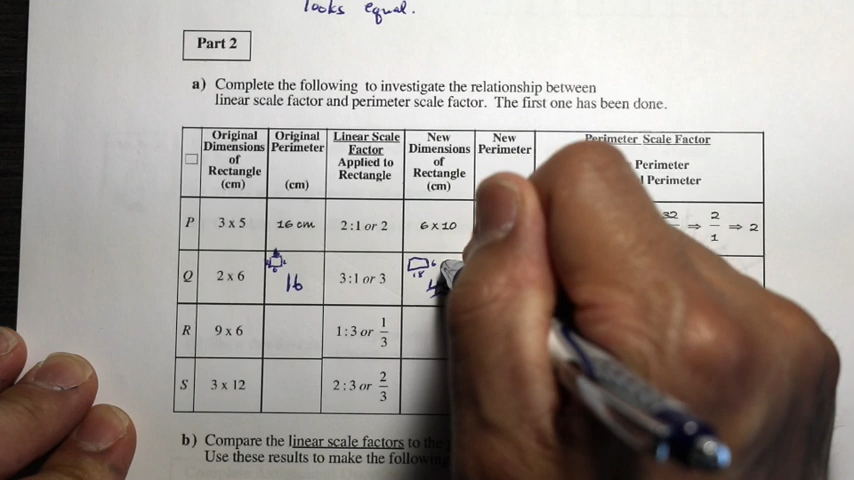 looks equal.
Part 2
a) Complete the following to investigate the relationship between
linear scale factor and perimeter scale factor. The first one has been done.
Original Dimensions of Rectangle (cm)
Original Perimeter (cm)
Linear Scale Factor Applied to Rectangle
New Dimensions of Rectangle (cm)
New Perimeter
Perimeter Scale Factor
Perimeter
Perimeter
P 3 x 5 16 cm 2:1 or 2 6 x 10 32 ⇒ 2/1 ⇒ 2
Q 2 x 6 16 3:1 or 3 18 6
R 9 x 6 1:3 or 1/3
S 3 x 12 2:3 or 2/3
b) Compare the linear scale factors to the
Use these results to make the following